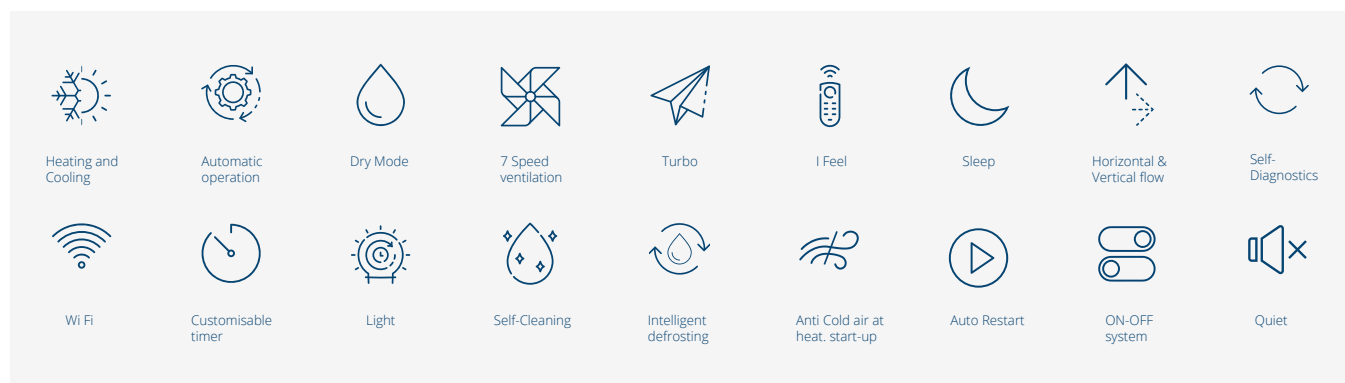 Heating and
Cooling
Automatic
operation
Dry Mode
7 Speed
ventilation
Turbo
I Feel
Sleep
Horizontal &
Vertical flow
Self-
Diagnostics
Wi Fi
Customisable
timer
Light
Self-Cleaning
Intelligent
defrosting
Anti Cold air at
heat. start-up
Auto Restart
ON-OFF
system
Quiet